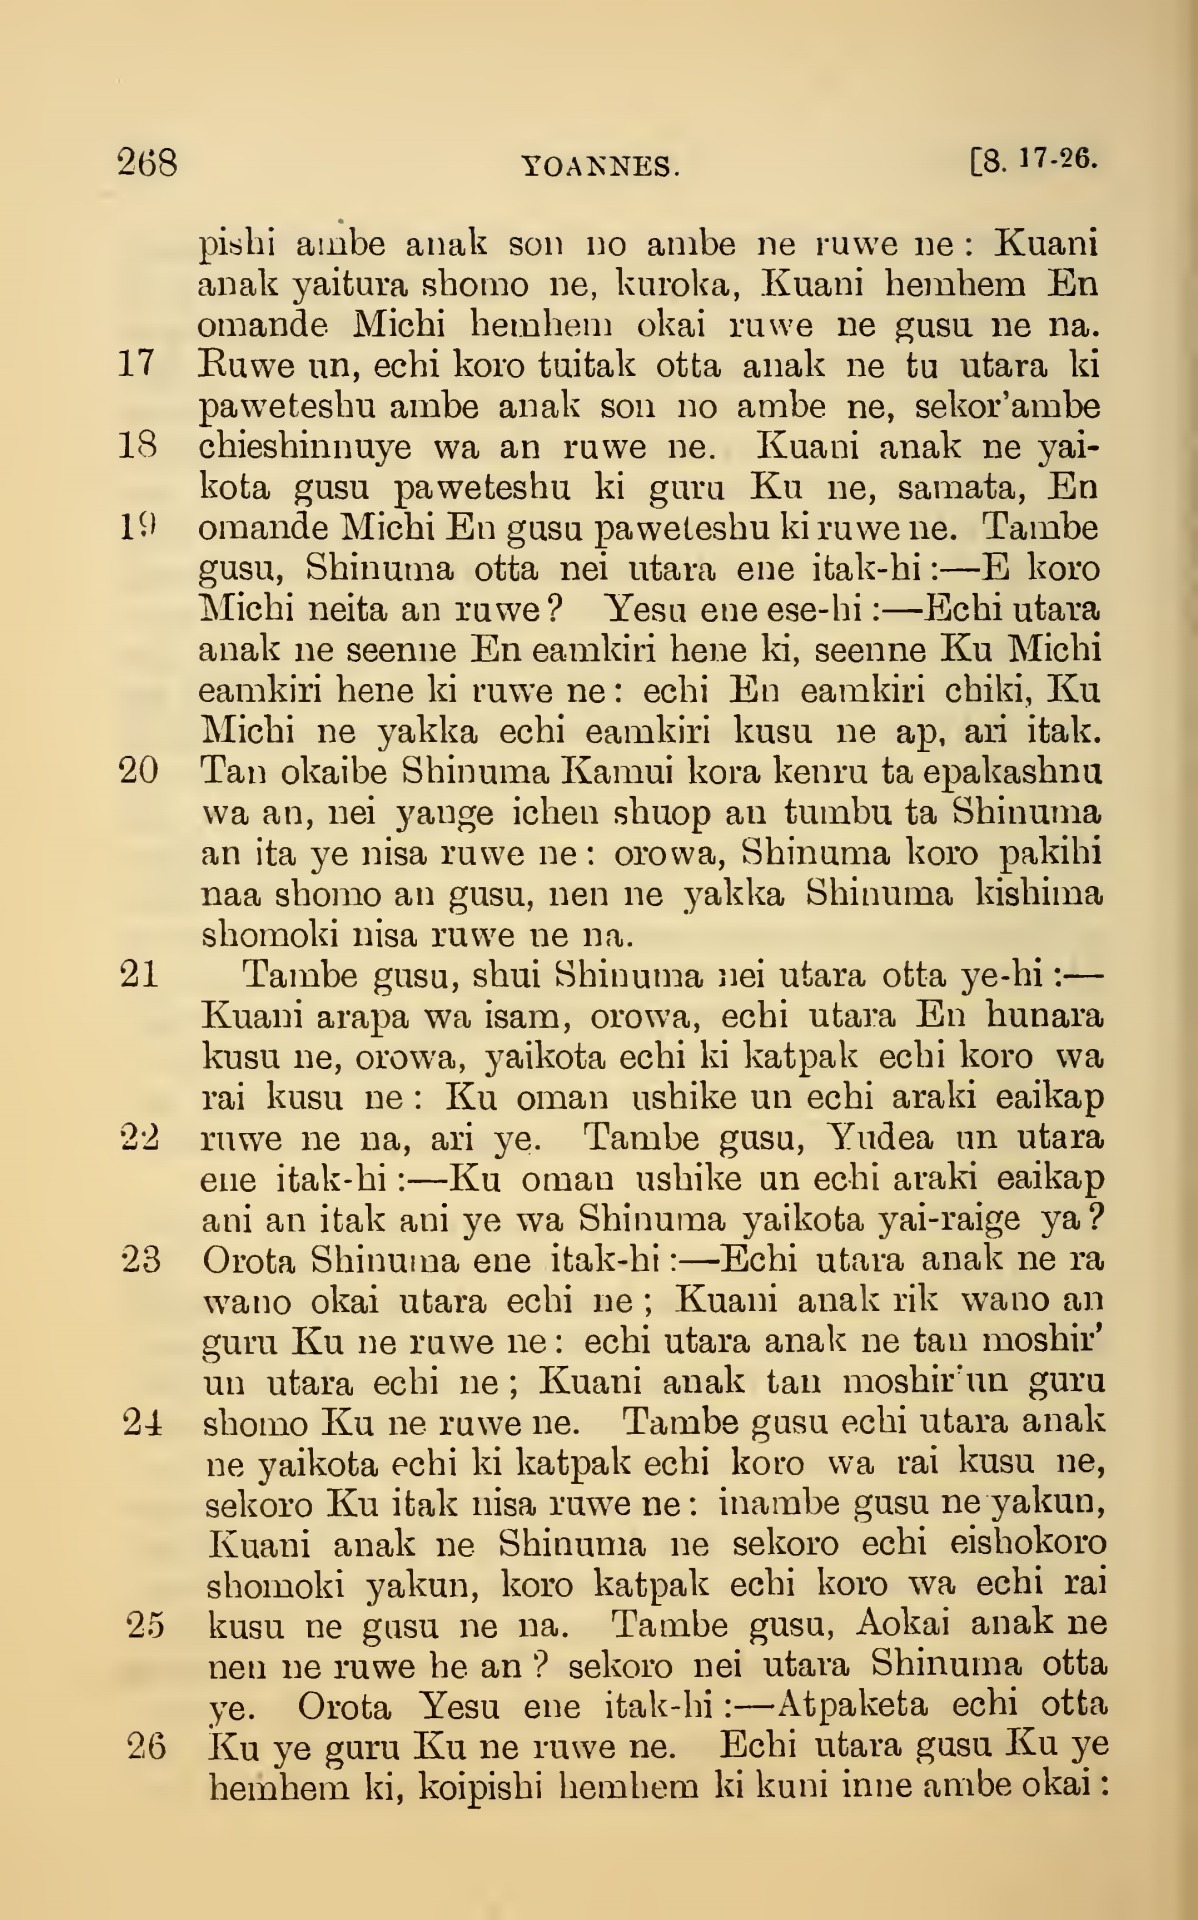 268 YOANNES. [8. 17-26.
pishi ambe anak son no ambe ne ruwe ne : Kuani
anak yaitura shomo ne, kuroka, Kuani hemhem En
omande Michi hemhem okai ruwe ne gusu ne na.
17 Ruwe un, echi koro tuitak otta anak ne tu utara ki
paweteshu ambe anak son no ambe ne, sekor’ambe
18 chieshinnuye wa an ruwe ne. Kuani anak ne yai-
kota gusu paweteshu ki guru Ku ne, samata, En
19 omande Michi En gusu paweteshu ki ruwe ne. Tambe
gusu, Shinuma otta nei utara ene itak-hi :—E koro
Michi neita an ruwe ? Yesu ene ese-hi :—Echi utara
anak ne seenne En eamkiri hene ki, seenne Ku Michi
eamkiri hene ki ruwe ne : echi En eamkiri chiki, Ku
Michi ne yakka echi eamkiri kusu ne ap, ari itak.
20 Tan okaibe Shinuma Kamui kora kenru ta epakashnu
wa an, nei yange ichen shuop an tumbu ta Shinuma
an ita ye nisa ruwe ne : orowa, Shinuma koro pakihi
naa shomo an gusu, nen ne yakka Shinuma kishima
shomoki nisa ruwe ne na.
21 Tambe gusu, shui Shinuma nei utara otta ye-hi :—
Kuani arapa wa isam, orowa, echi utara En hunara
kusu ne, orowa, yaikota echi ki katpak echi koro wa
rai kusu ne : Ku oman ushike un echi araki eaikap
22 ruwe ne na, ari ye. Tambe gusu, Yudea un utara
ene itak-hi :—Ku oman ushike un echi araki eaikap
ani an itak ani ye wa Shinuma yaikota yai-raige ya ?
23 Orota Shinuma ene itak-hi :—Echi utara anak ne ra
wano okai utara echi ne ; Kuani anak rik wano an
guru Ku ne ruwe ne : echi utara anak ne tan moshir’
un utara echi ne ; Kuani anak tan moshir’un guru
24 shomo Ku ne ruwe ne. Tambe gusu echi utara anak
ne yaikota echi ki katpak echi koro wa rai kusu ne,
sekoro Ku itak nisa ruwe ne : inambe gusu ne yakun,
Kuani anak ne Shinuma ne sekoro echi eishokoro
shomoki yakun, koro katpak echi koro wa echi rai
25 kusu ne gusu ne na. Tambe gusu, Aokai anak ne
nen ne ruwe he an ? sekoro nei utara Shinuma otta
ye. Orota Yesu ene itak-hi :—Atpaketa echi otta
26 Ku ye guru Ku ne ruwe ne. Echi utara gusu Ku ye
hemhem ki, koipishi hemhem ki kuni inne ambe okai :